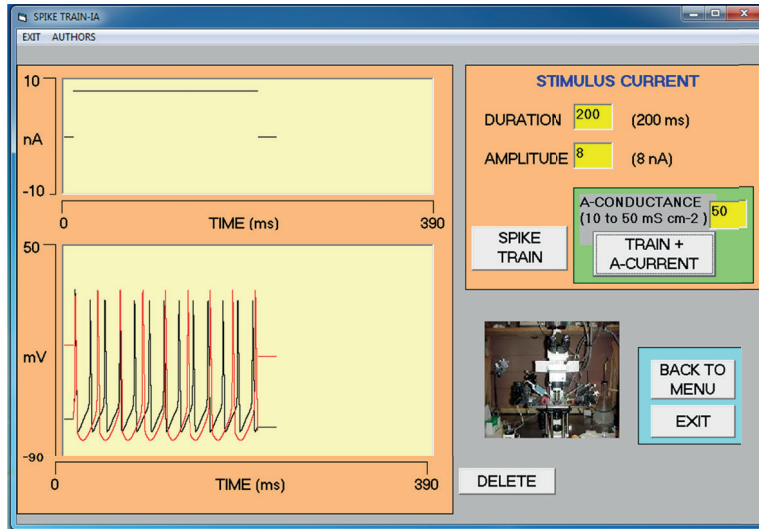 SPIKE TRAIN-IA
EXIT AUTHORS
10
nA
-10
0 390
TIME (ms)
50
mV
-90
0 390
TIME (ms)
STIMULUS CURRENT
DURATION 200 (200 ms)
AMPLITUDE 8 (8 nA)
A-CONDUCTANCE
(10 to 50 mS cm-2 ) 50
SPIKE
TRAIN
TRAIN +
A-CURRENT
BACK TO
MENU
EXIT
DELETE